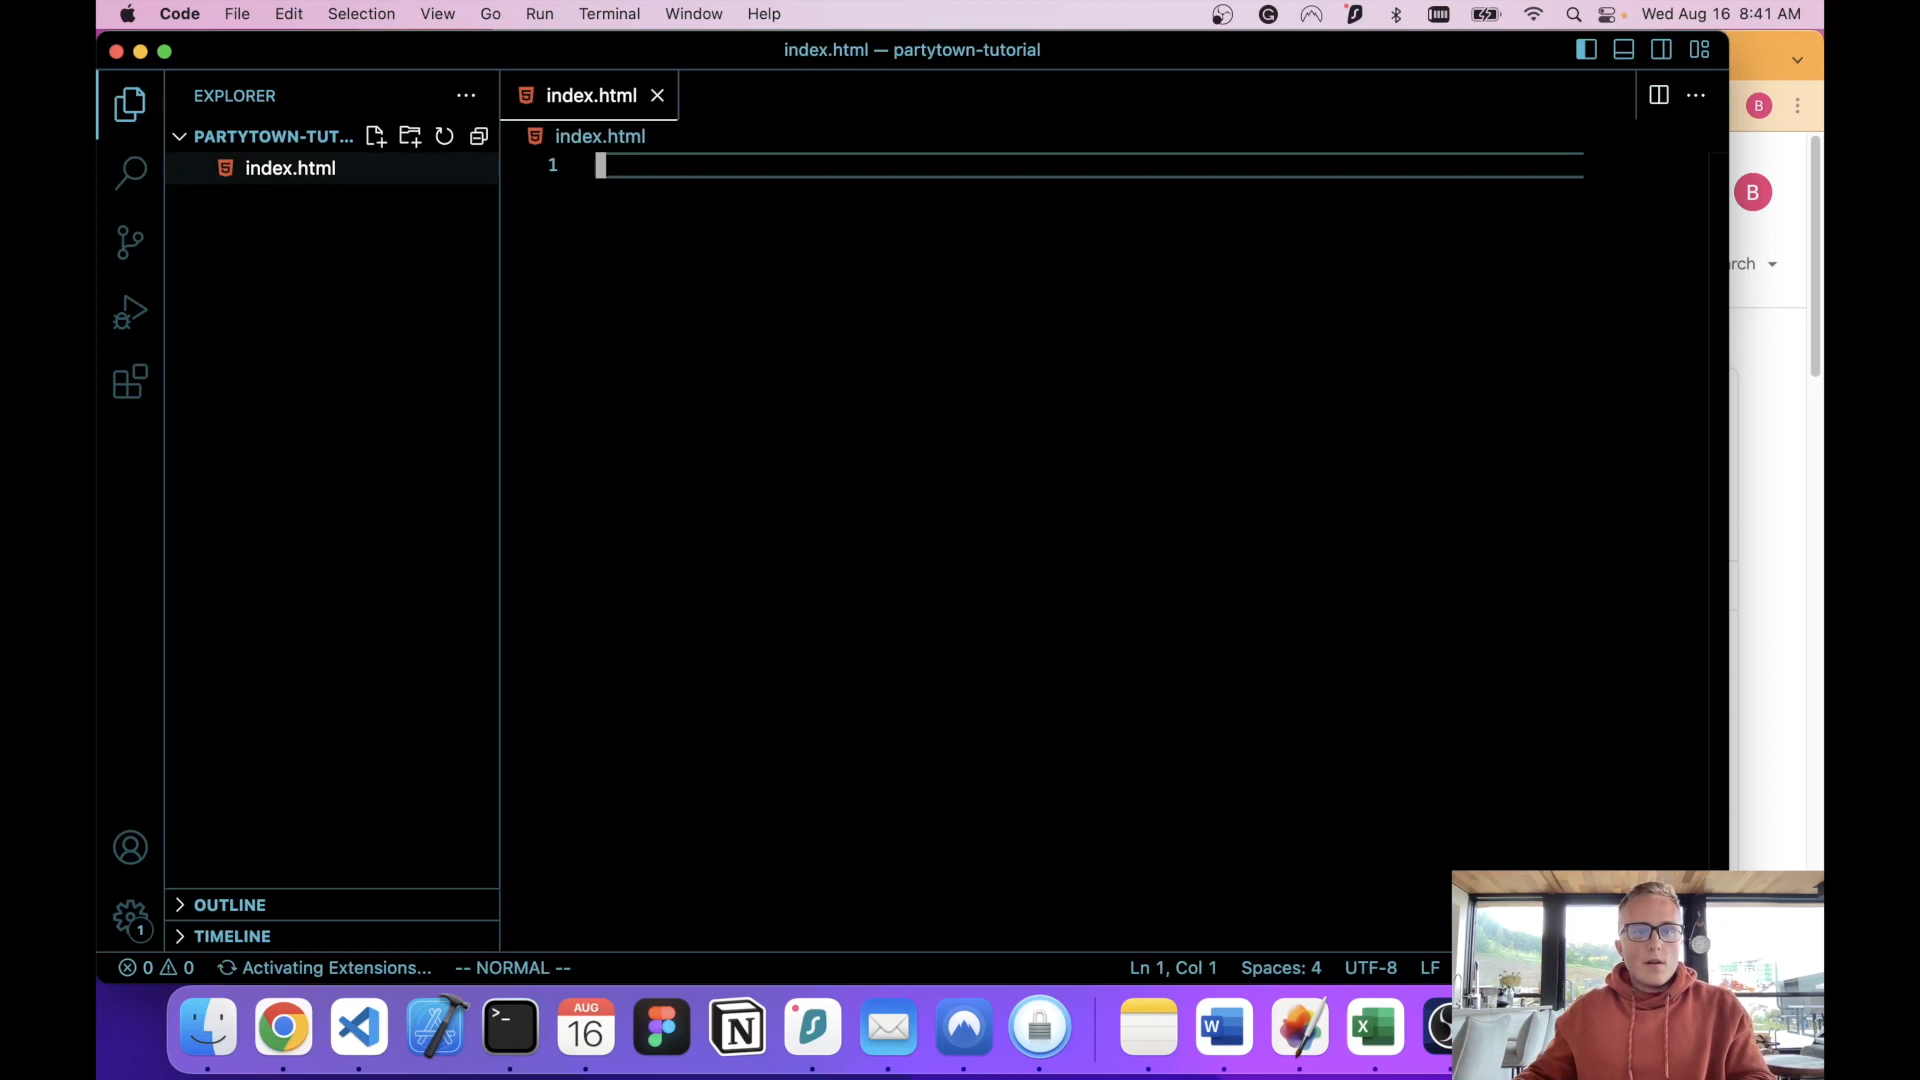 Code File Edit Selection View Go Run Terminal Window Help Wed Aug 16 8:41 AM
index.html — partytown-tutorial
EXPLORER
index.html
B
PARTYTOWN-TUT...
index.html
index.html
1
B
rch
OUTLINE
TIMELINE
1
0 0 Activating Extensions... -- NORMAL -- Ln 1, Col 1 Spaces: 4 UTF-8 LF
AUG
16
>_
N
W
X